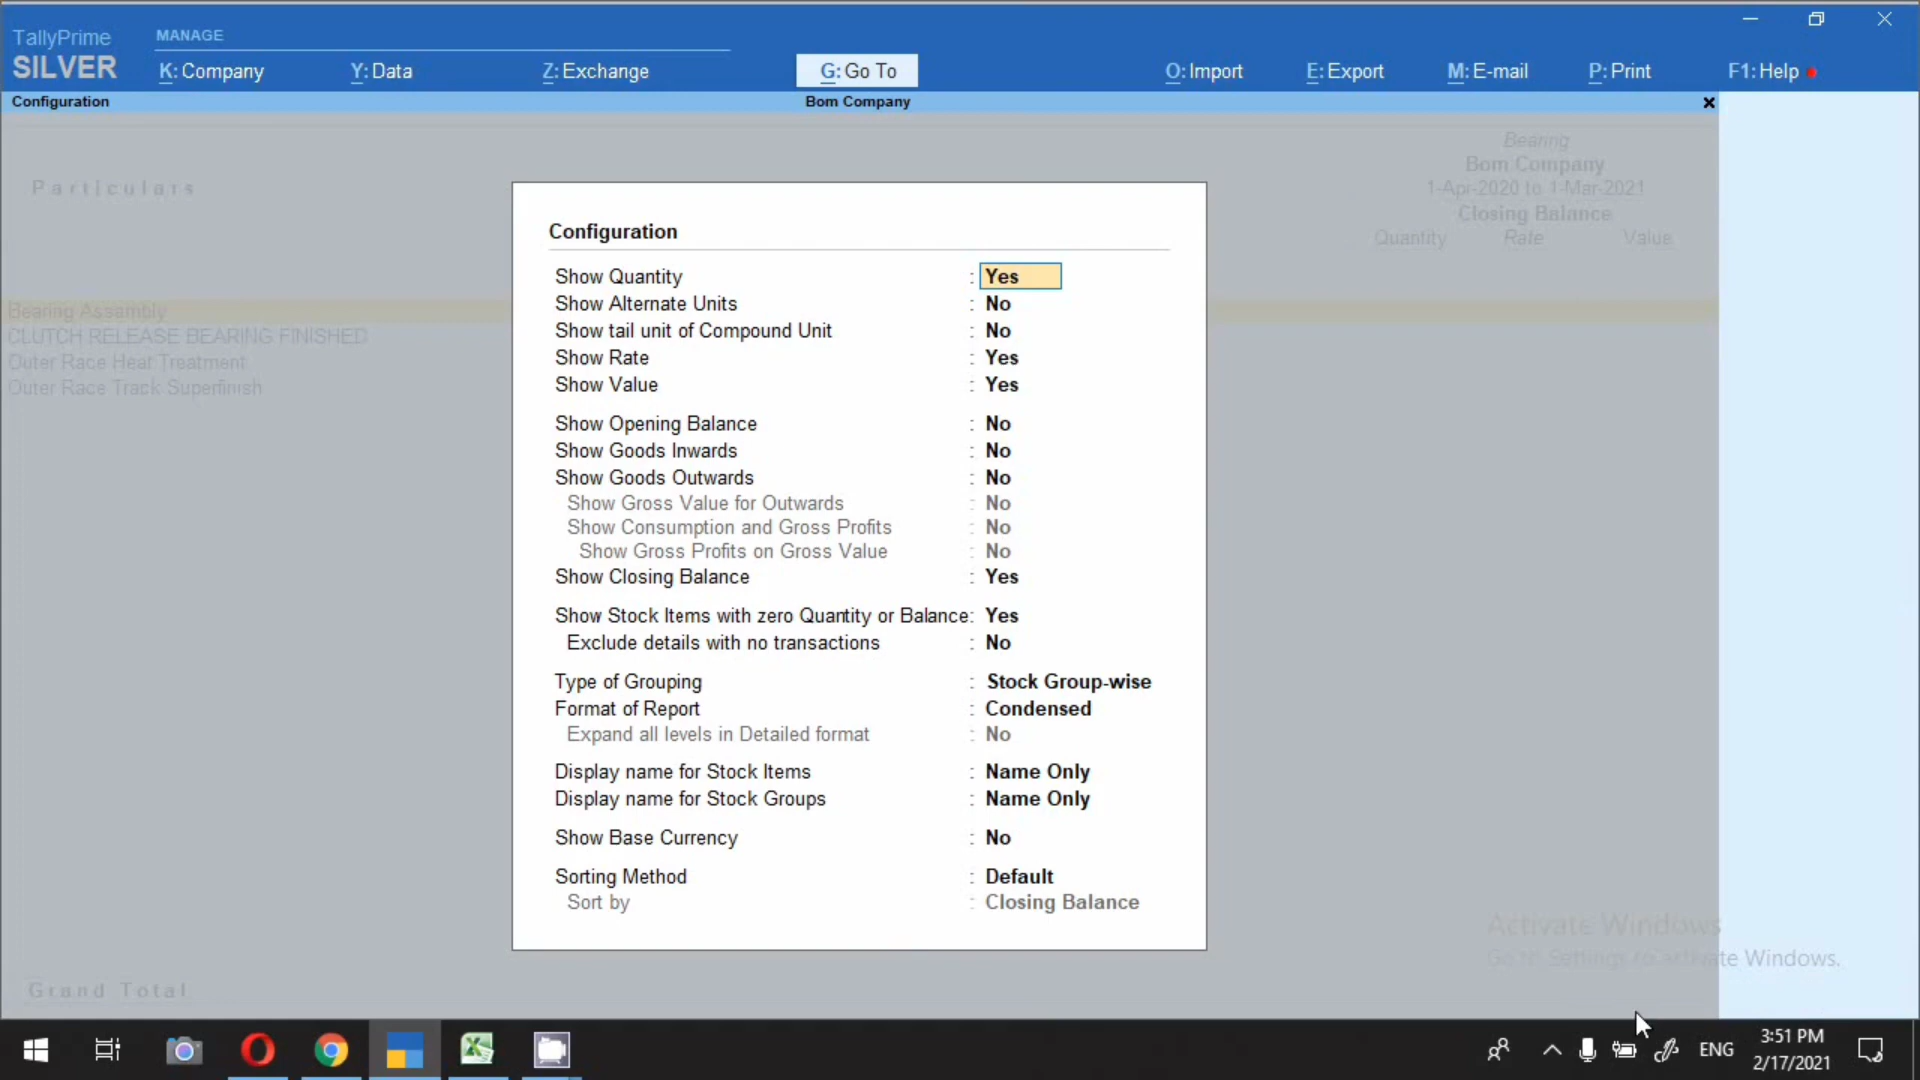 TallyPrime
SILVER
MANAGE
K: Company
Y: Data
Z: Exchange
G: Go To
O: Import
E: Export
M: E-mail
P: Print
F1: Help
Configuration
Bom Company
Particulars
Bearing
Bom Company
1-Apr-2020 to 1-Mar-2021
Closing Balance
Quantity Rate Value
Bearing Assembly
CLUTCH RELEASE BEARING FINISHED
Outer Race Heat Treatment
Outer Race Track Superfinish
Configuration
Show Quantity : Yes
Show Alternate Units : No
Show tail unit of Compound Unit : No
Show Rate : Yes
Show Value : Yes
Show Opening Balance : No
Show Goods Inwards : No
Show Goods Outwards : No
Show Gross Value for Outwards : No
Show Consumption and Gross Profits : No
Show Gross Profits on Gross Value : No
Show Closing Balance : Yes
Show Stock Items with zero Quantity or Balance: Yes
Exclude details with no transactions : No
Type of Grouping : Stock Group-wise
Format of Report : Condensed
Expand all levels in Detailed format : No
Display name for Stock Items : Name Only
Display name for Stock Groups : Name Only
Show Base Currency : No
Sorting Method : Default
Sort by : Closing Balance
Grand Total
Activate Windows
Go to Settings to activate Windows.
ENG
3:51 PM
2/17/2021